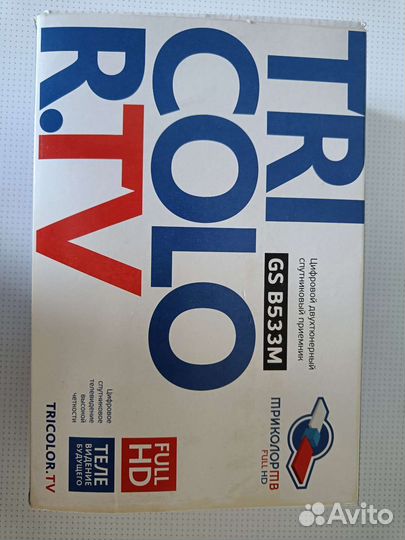 TRI
COLO
R.TV
Цифровой двухтюнерный
спутниковый приемник
GS B533M
ТРИКОЛОР ТВ
FULL HD
Цифровое
спутниковое
телевидение
высокой
четкости
FULL
HD
ТЕЛЕ
ВИДЕНИЕ
БУДУЩЕГО
TRICOLOR.TV
Avito